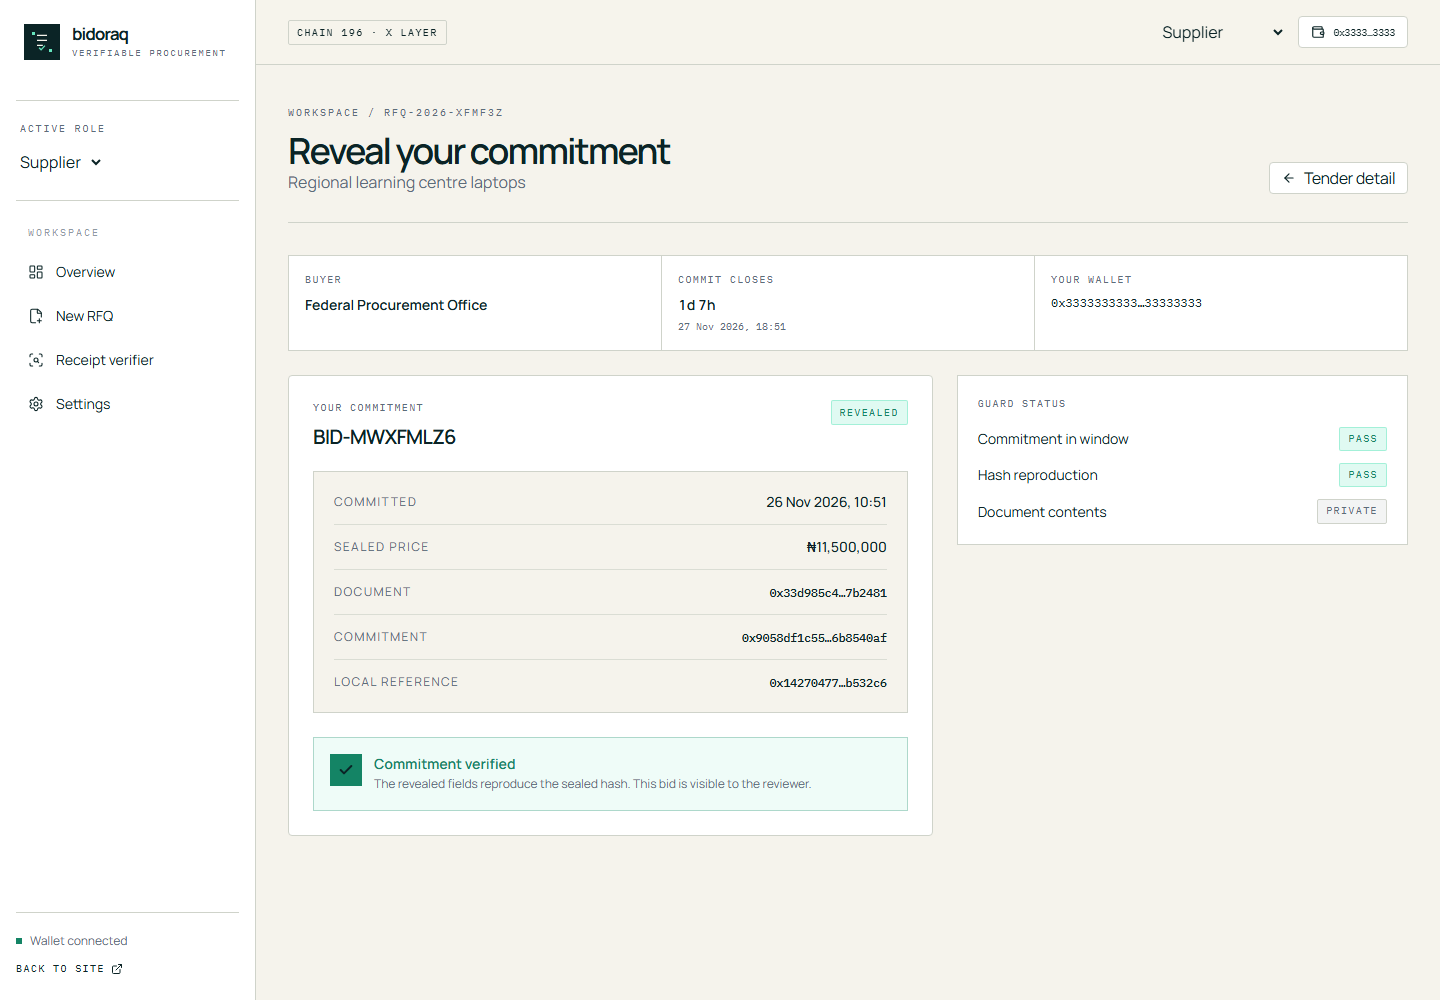 bidoraq
VERIFIABLE PROCUREMENT
ACTIVE ROLE
Supplier
WORKSPACE
Overview
New RFQ
Receipt verifier
Settings
Wallet connected
BACK TO SITE
CHAIN 196 · X LAYER
Supplier
0x3333…3333
WORKSPACE / RFQ-2026-XFMF3Z
Reveal your commitment
Regional learning centre laptops
Tender detail
BUYER
Federal Procurement Office
COMMIT CLOSES
1d 7h
27 Nov 2026, 18:51
YOUR WALLET
0x3333333333…33333333
YOUR COMMITMENT
BID-MWXFMLZ6
REVEALED
COMMITTED
26 Nov 2026, 10:51
SEALED PRICE
₦11,500,000
DOCUMENT
0x33d985c4…7b2481
COMMITMENT
0x9058df1c55…6b8540af
LOCAL REFERENCE
0x14270477…b532c6
Commitment verified
The revealed fields reproduce the sealed hash. This bid is visible to the reviewer.
GUARD STATUS
Commitment in window
PASS
Hash reproduction
PASS
Document contents
PRIVATE